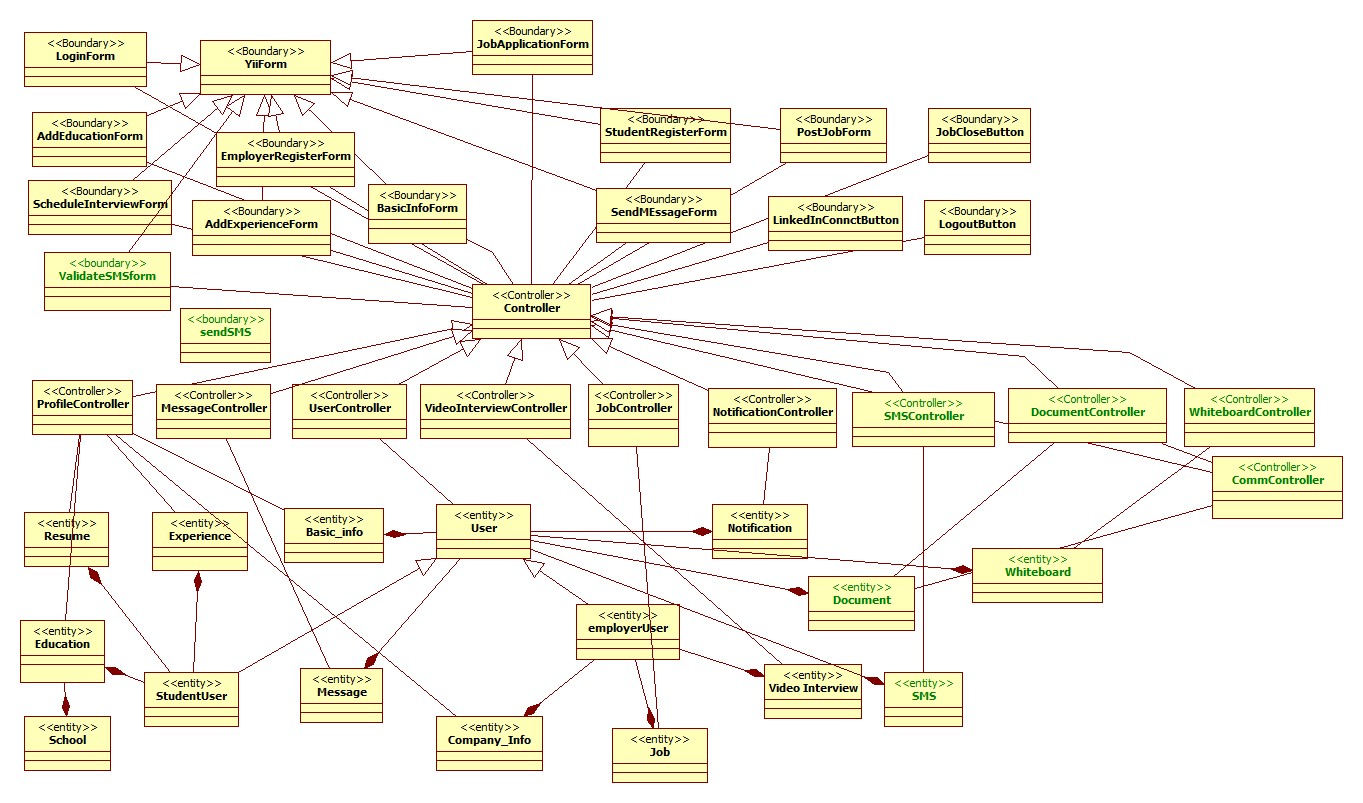 <<Boundary>>
LoginForm
<<Boundary>>
YiiForm
<<Boundary>>
JobApplicationForm
<<Boundary>>
AddEducationForm
<<Boundary>>
EmployerRegisterForm
<<Boundary>>
StudentRegisterForm
<<Boundary>>
PostJobForm
<<Boundary>>
JobCloseButton
<<Boundary>>
ScheduleInterviewForm
<<Boundary>>
AddExperienceForm
<<Boundary>>
BasicInfoForm
<<Boundary>>
SendMEssageForm
<<Boundary>>
LinkedInConnctButton
<<Boundary>>
LogoutButton
<<boundary>>
ValidateSMSform
<<boundary>>
sendSMS
<<Controller>>
Controller
<<Controller>>
ProfileController
<<Controller>>
MessageController
<<Controller>>
UserController
<<Controller>>
VideoInterviewController
<<Controller>>
JobController
<<Controller>>
NotificationController
<<Controller>>
SMSController
<<Controller>>
DocumentController
<<Controller>>
WhiteboardController
<<Controller>>
CommController
<<entity>>
Resume
<<entity>>
Experience
<<entity>>
Basic_info
<<entity>>
User
<<entity>>
Notification
<<entity>>
Whiteboard
<<entity>>
Document
<<entity>>
employerUser
<<entity>>
Education
<<entity>>
StudentUser
<<entity>>
Message
<<entity>>
Video Interview
<<entity>>
SMS
<<entity>>
School
<<entity>>
Company_Info
<<entity>>
Job